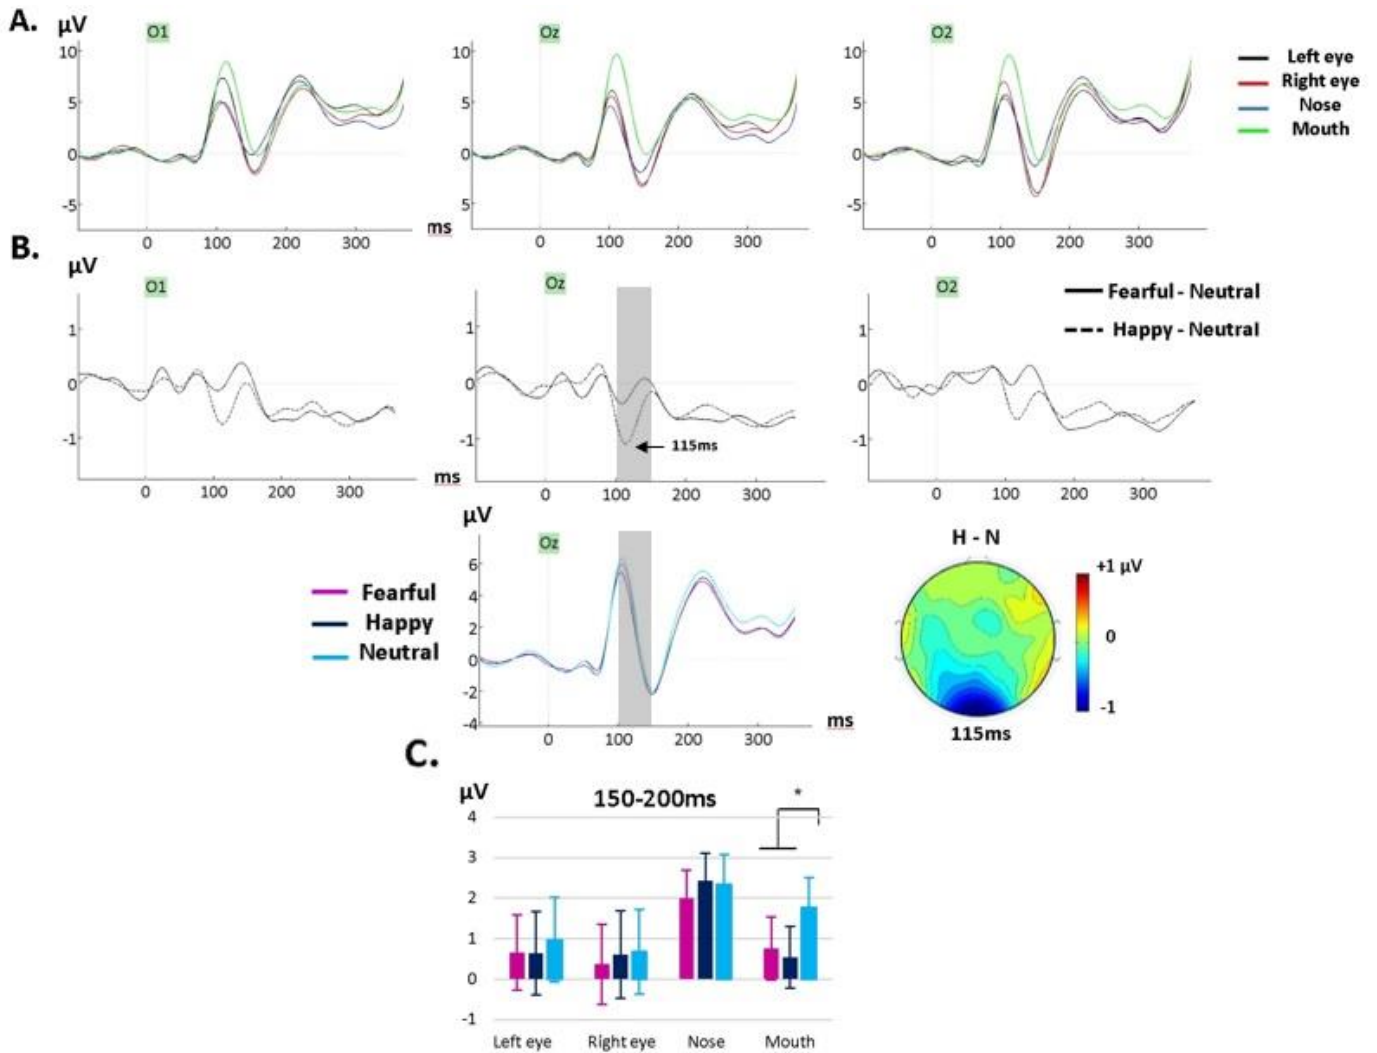 A.
μV
O1
Oz
O2
10
5
0
-5
0 100 200 300
10
5
0
5
0 100 200 300
10
5
0
-5
0 100 200 300
Left eye
Right eye
Nose
Mouth
ms
B.
μV
O1
Oz
O2
Fearful - Neutral
Happy - Neutral
1
0
-1
0 100 200 300
1
0
-1
115ms
0 100 200 300
1
0
-1
0 100 200 300
ms
μV
Oz
Fearful
Happy
Neutral
6
4
2
0
-2
-4
0 100 200 300
ms
H - N
+1 μV
0
-1
115ms
C.
μV
150-200ms
*
4
3
2
1
0
-1
Left eye Right eye Nose Mouth